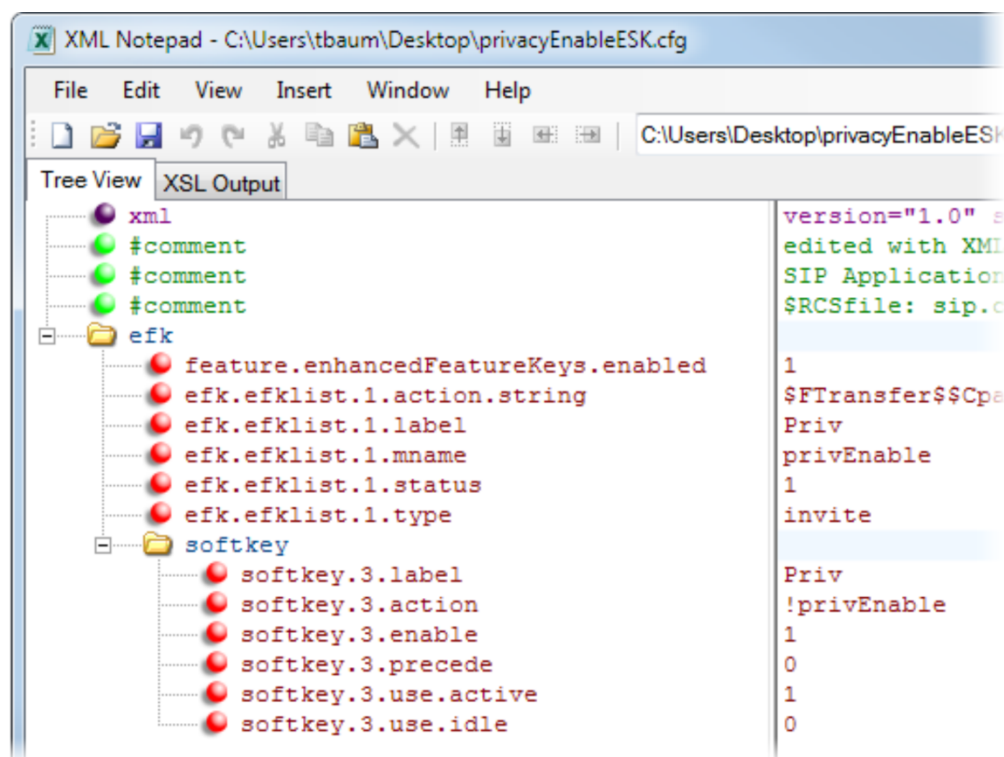 XML Notepad - C:\Users\tbaum\Desktop\privacyEnableESK.cfg
File Edit View Insert Window Help
C:\Users\Desktop\privacyEnableESK
Tree View XSL Output
xml version="1.0"
#comment edited with XML
#comment SIP Application
#comment $RCSfile: sip.c
efk
feature.enhancedFeatureKeys.enabled 1
efk.efklist.1.action.string $FTransfer$$Cpa
efk.efklist.1.label Priv
efk.efklist.1.mname privEnable
efk.efklist.1.status 1
efk.efklist.1.type invite
softkey
softkey.3.label Priv
softkey.3.action !privEnable
softkey.3.enable 1
softkey.3.precede 0
softkey.3.use.active 1
softkey.3.use.idle 0